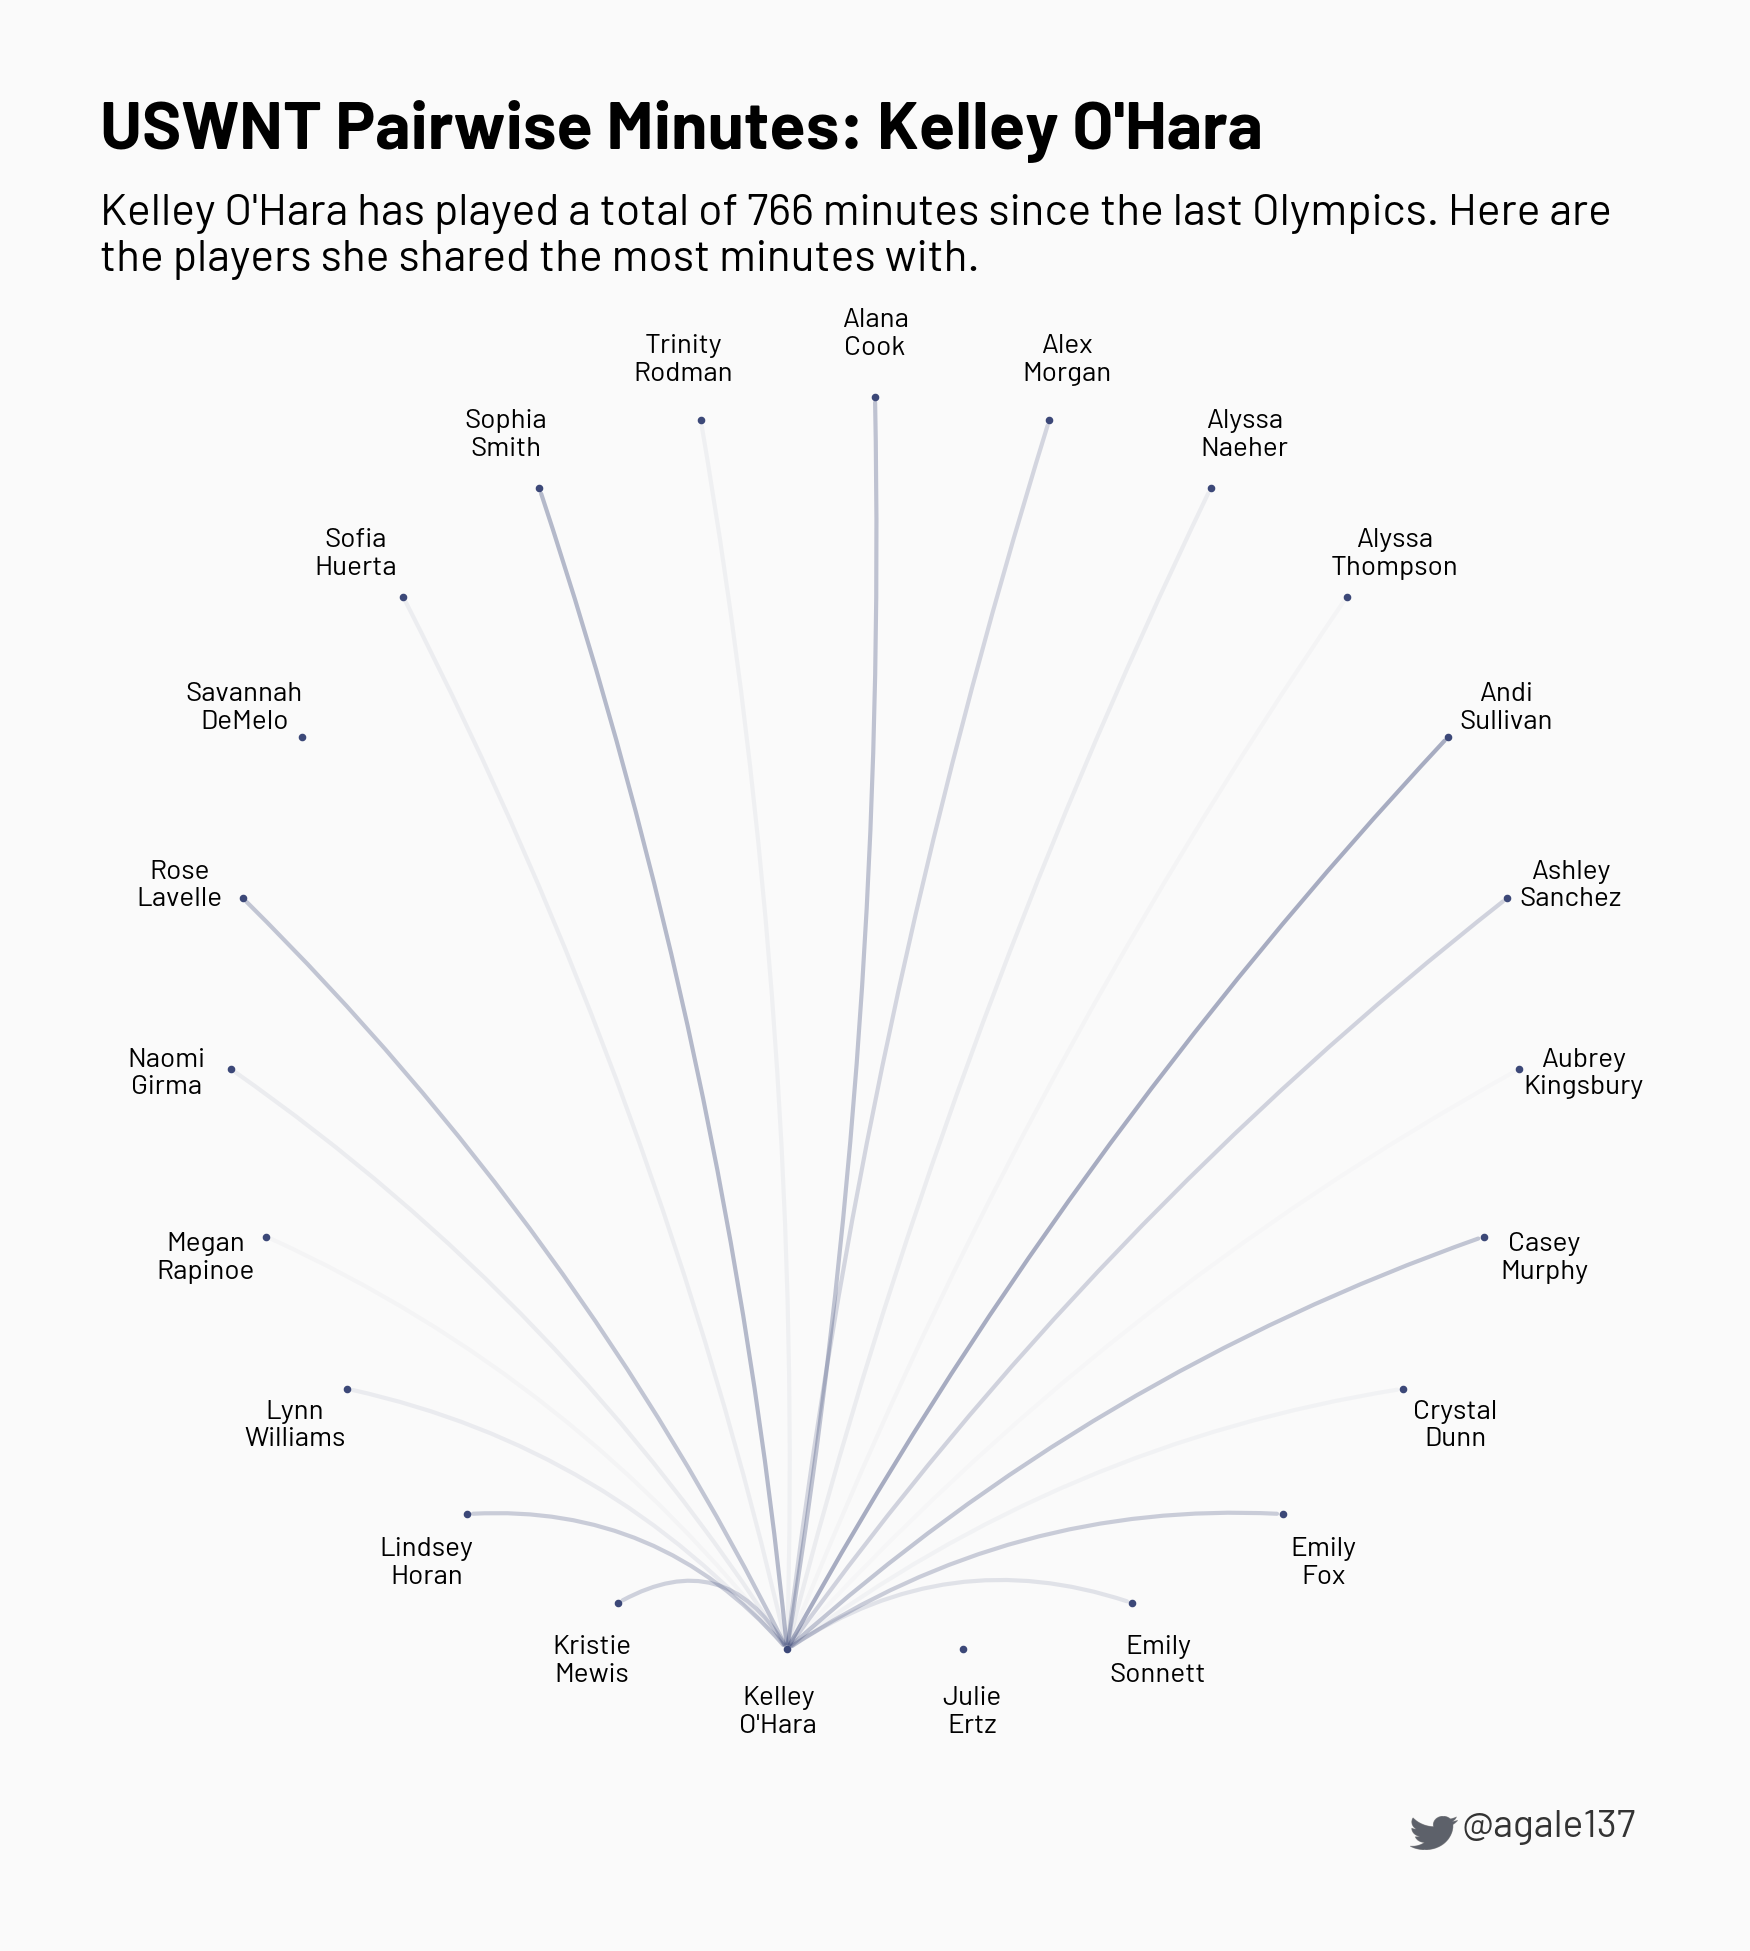 USWNT Pairwise Minutes: Kelley O'Hara
Kelley O'Hara has played a total of 766 minutes since the last Olympics. Here are
the players she shared the most minutes with.
Alana
Cook
Trinity
Rodman
Alex
Morgan
Sophia
Smith
Alyssa
Naeher
Sofia
Huerta
Alyssa
Thompson
Savannah
DeMelo
Andi
Sullivan
Rose
Lavelle
Ashley
Sanchez
Naomi
Girma
Aubrey
Kingsbury
Megan
Rapinoe
Casey
Murphy
Lynn
Williams
Crystal
Dunn
Lindsey
Horan
Emily
Fox
Kristie
Mewis
Emily
Sonnett
Kelley
O'Hara
Julie
Ertz
@agale137